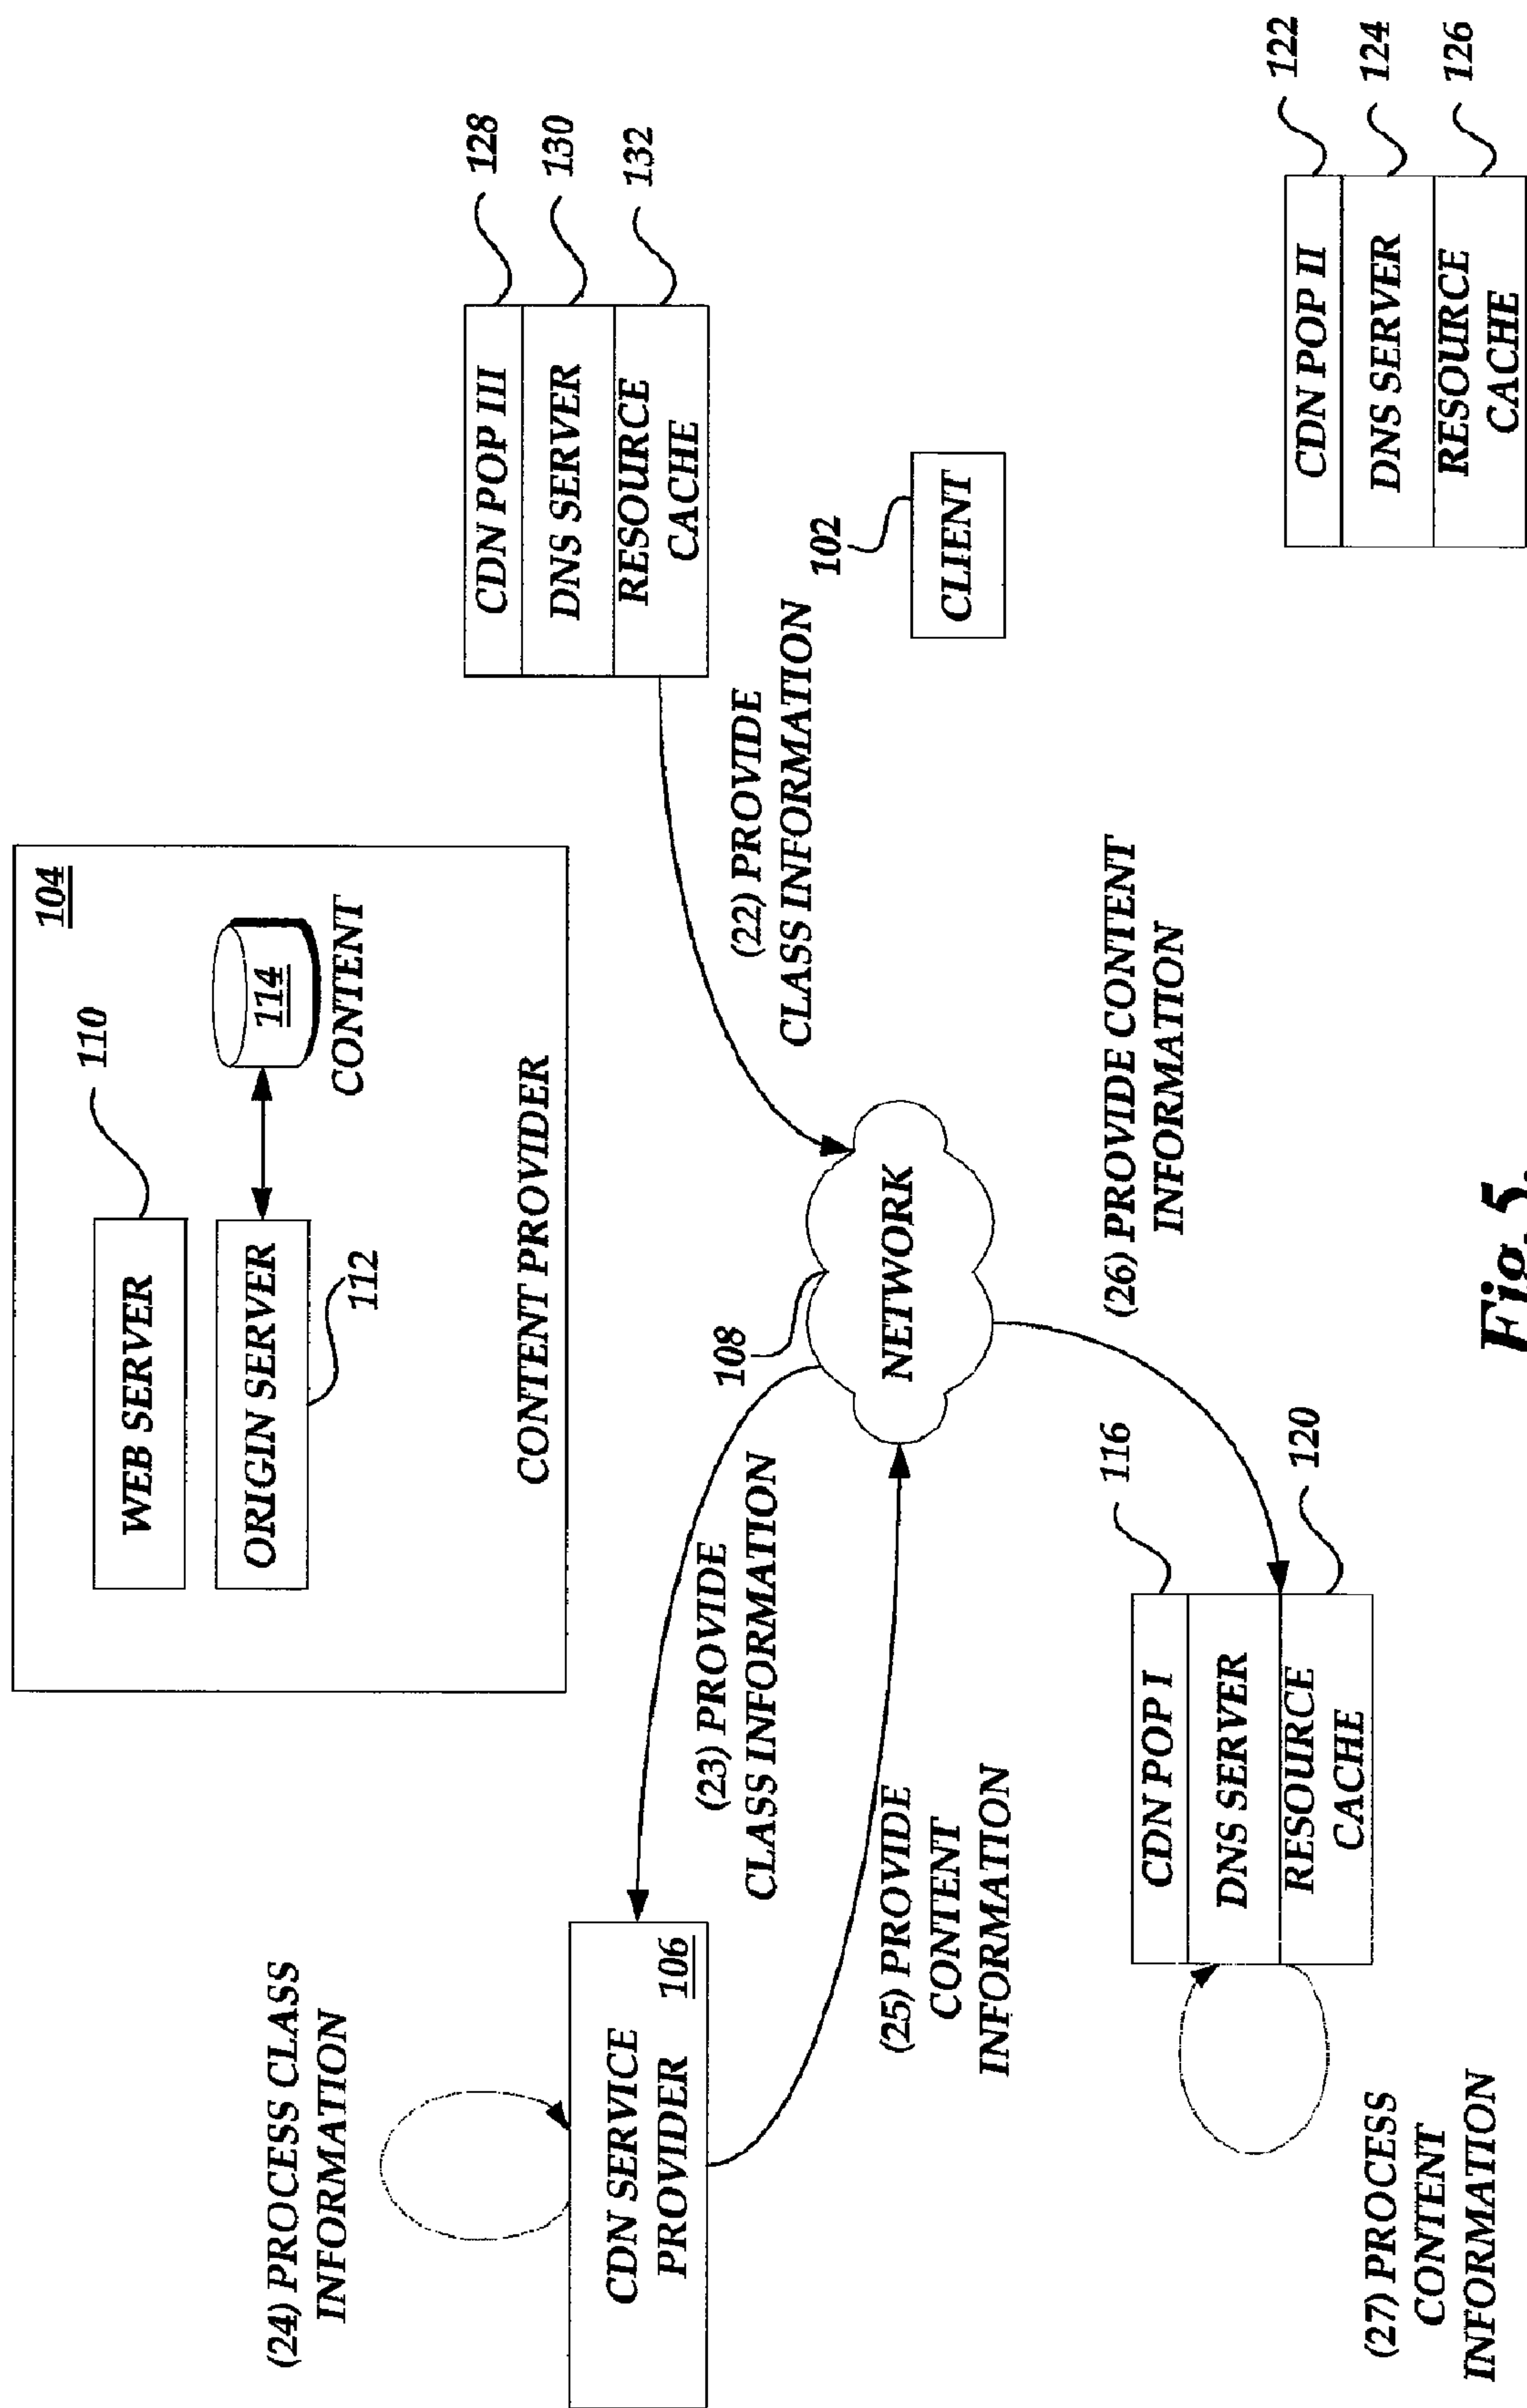 104
WEB SERVER
110
ORIGIN SERVER
112
114
CONTENT
CONTENT PROVIDER
(24) PROCESS CLASS
INFORMATION
CDN SERVICE
PROVIDER
106
(23) PROVIDE
CLASS INFORMATION
(25) PROVIDE
CONTENT
INFORMATION
108
NETWORK
(22) PROVIDE
CLASS INFORMATION
CDN POP III
DNS SERVER
RESOURCE
CACHE
128
130
132
102
CLIENT
(26) PROVIDE CONTENT
INFORMATION
CDN POP I
DNS SERVER
RESOURCE
CACHE
116
120
(27) PROCESS
CONTENT
INFORMATION
CDN POP II
DNS SERVER
RESOURCE
CACHE
122
124
126
Fig. 5.